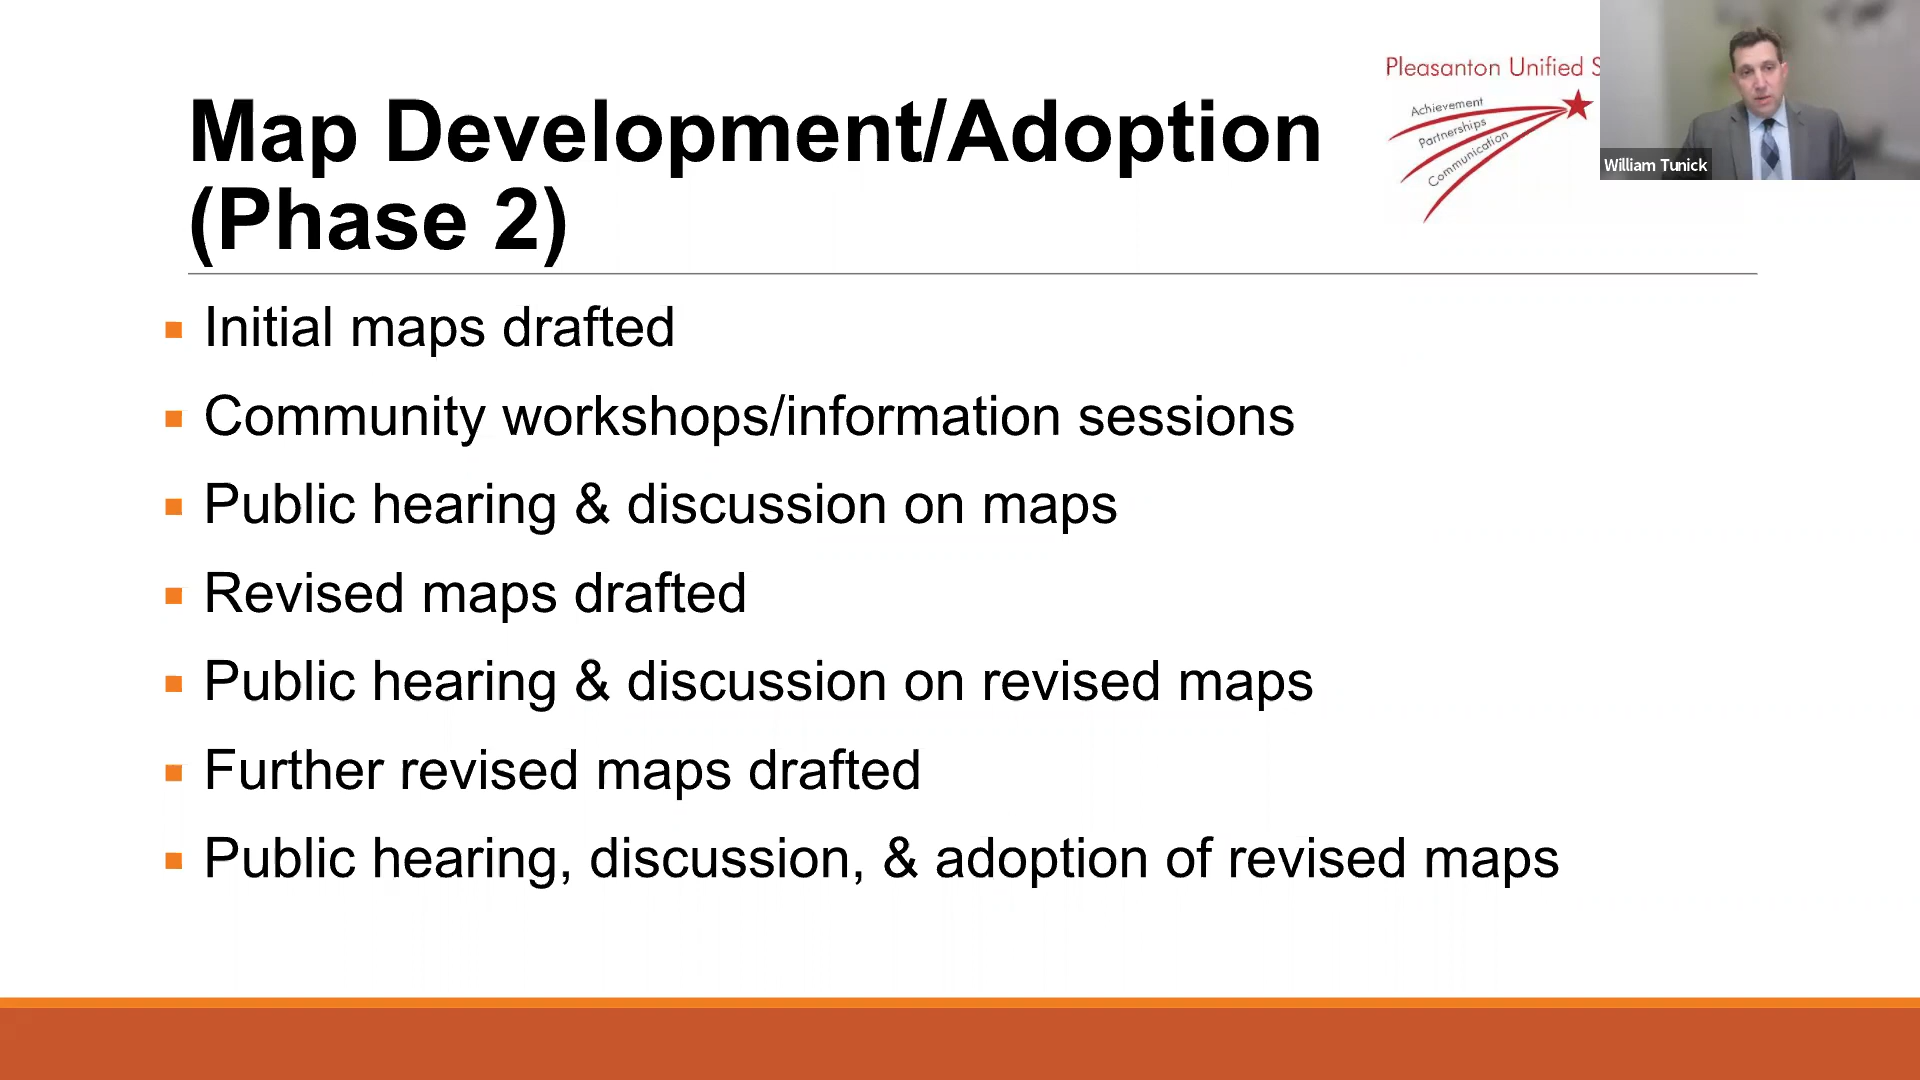 Map Development/Adoption
(Phase 2)
Pleasanton Unified S
Achievement
Partnerships
Communication
William Tunick
Initial maps drafted
Community workshops/information sessions
Public hearing & discussion on maps
Revised maps drafted
Public hearing & discussion on revised maps
Further revised maps drafted
Public hearing, discussion, & adoption of revised maps